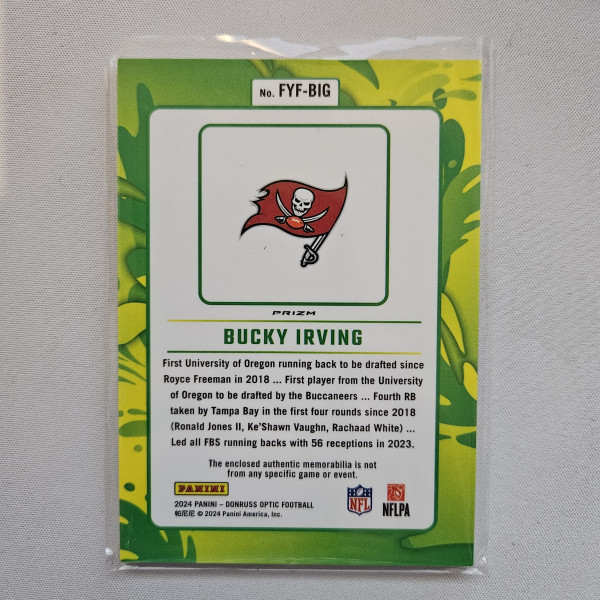 No. FYF-BIG
PRIZM
BUCKY IRVING
First University of Oregon running back to be drafted since
Royce Freeman in 2018 ... First player from the University
of Oregon to be drafted by the Buccaneers ... Fourth RB
taken by Tampa Bay in the first four rounds since 2018
(Ronald Jones II, Ke'Shawn Vaughn, Rachaad White) ...
Led all FBS running backs with 56 receptions in 2023.
The enclosed authentic memorabilia is not
from any specific game or event.
PANINI
2024 PANINI – DONRUSS OPTIC FOOTBALL
帕尼尼 © 2024 Panini America, Inc.
NFL
NFLPA